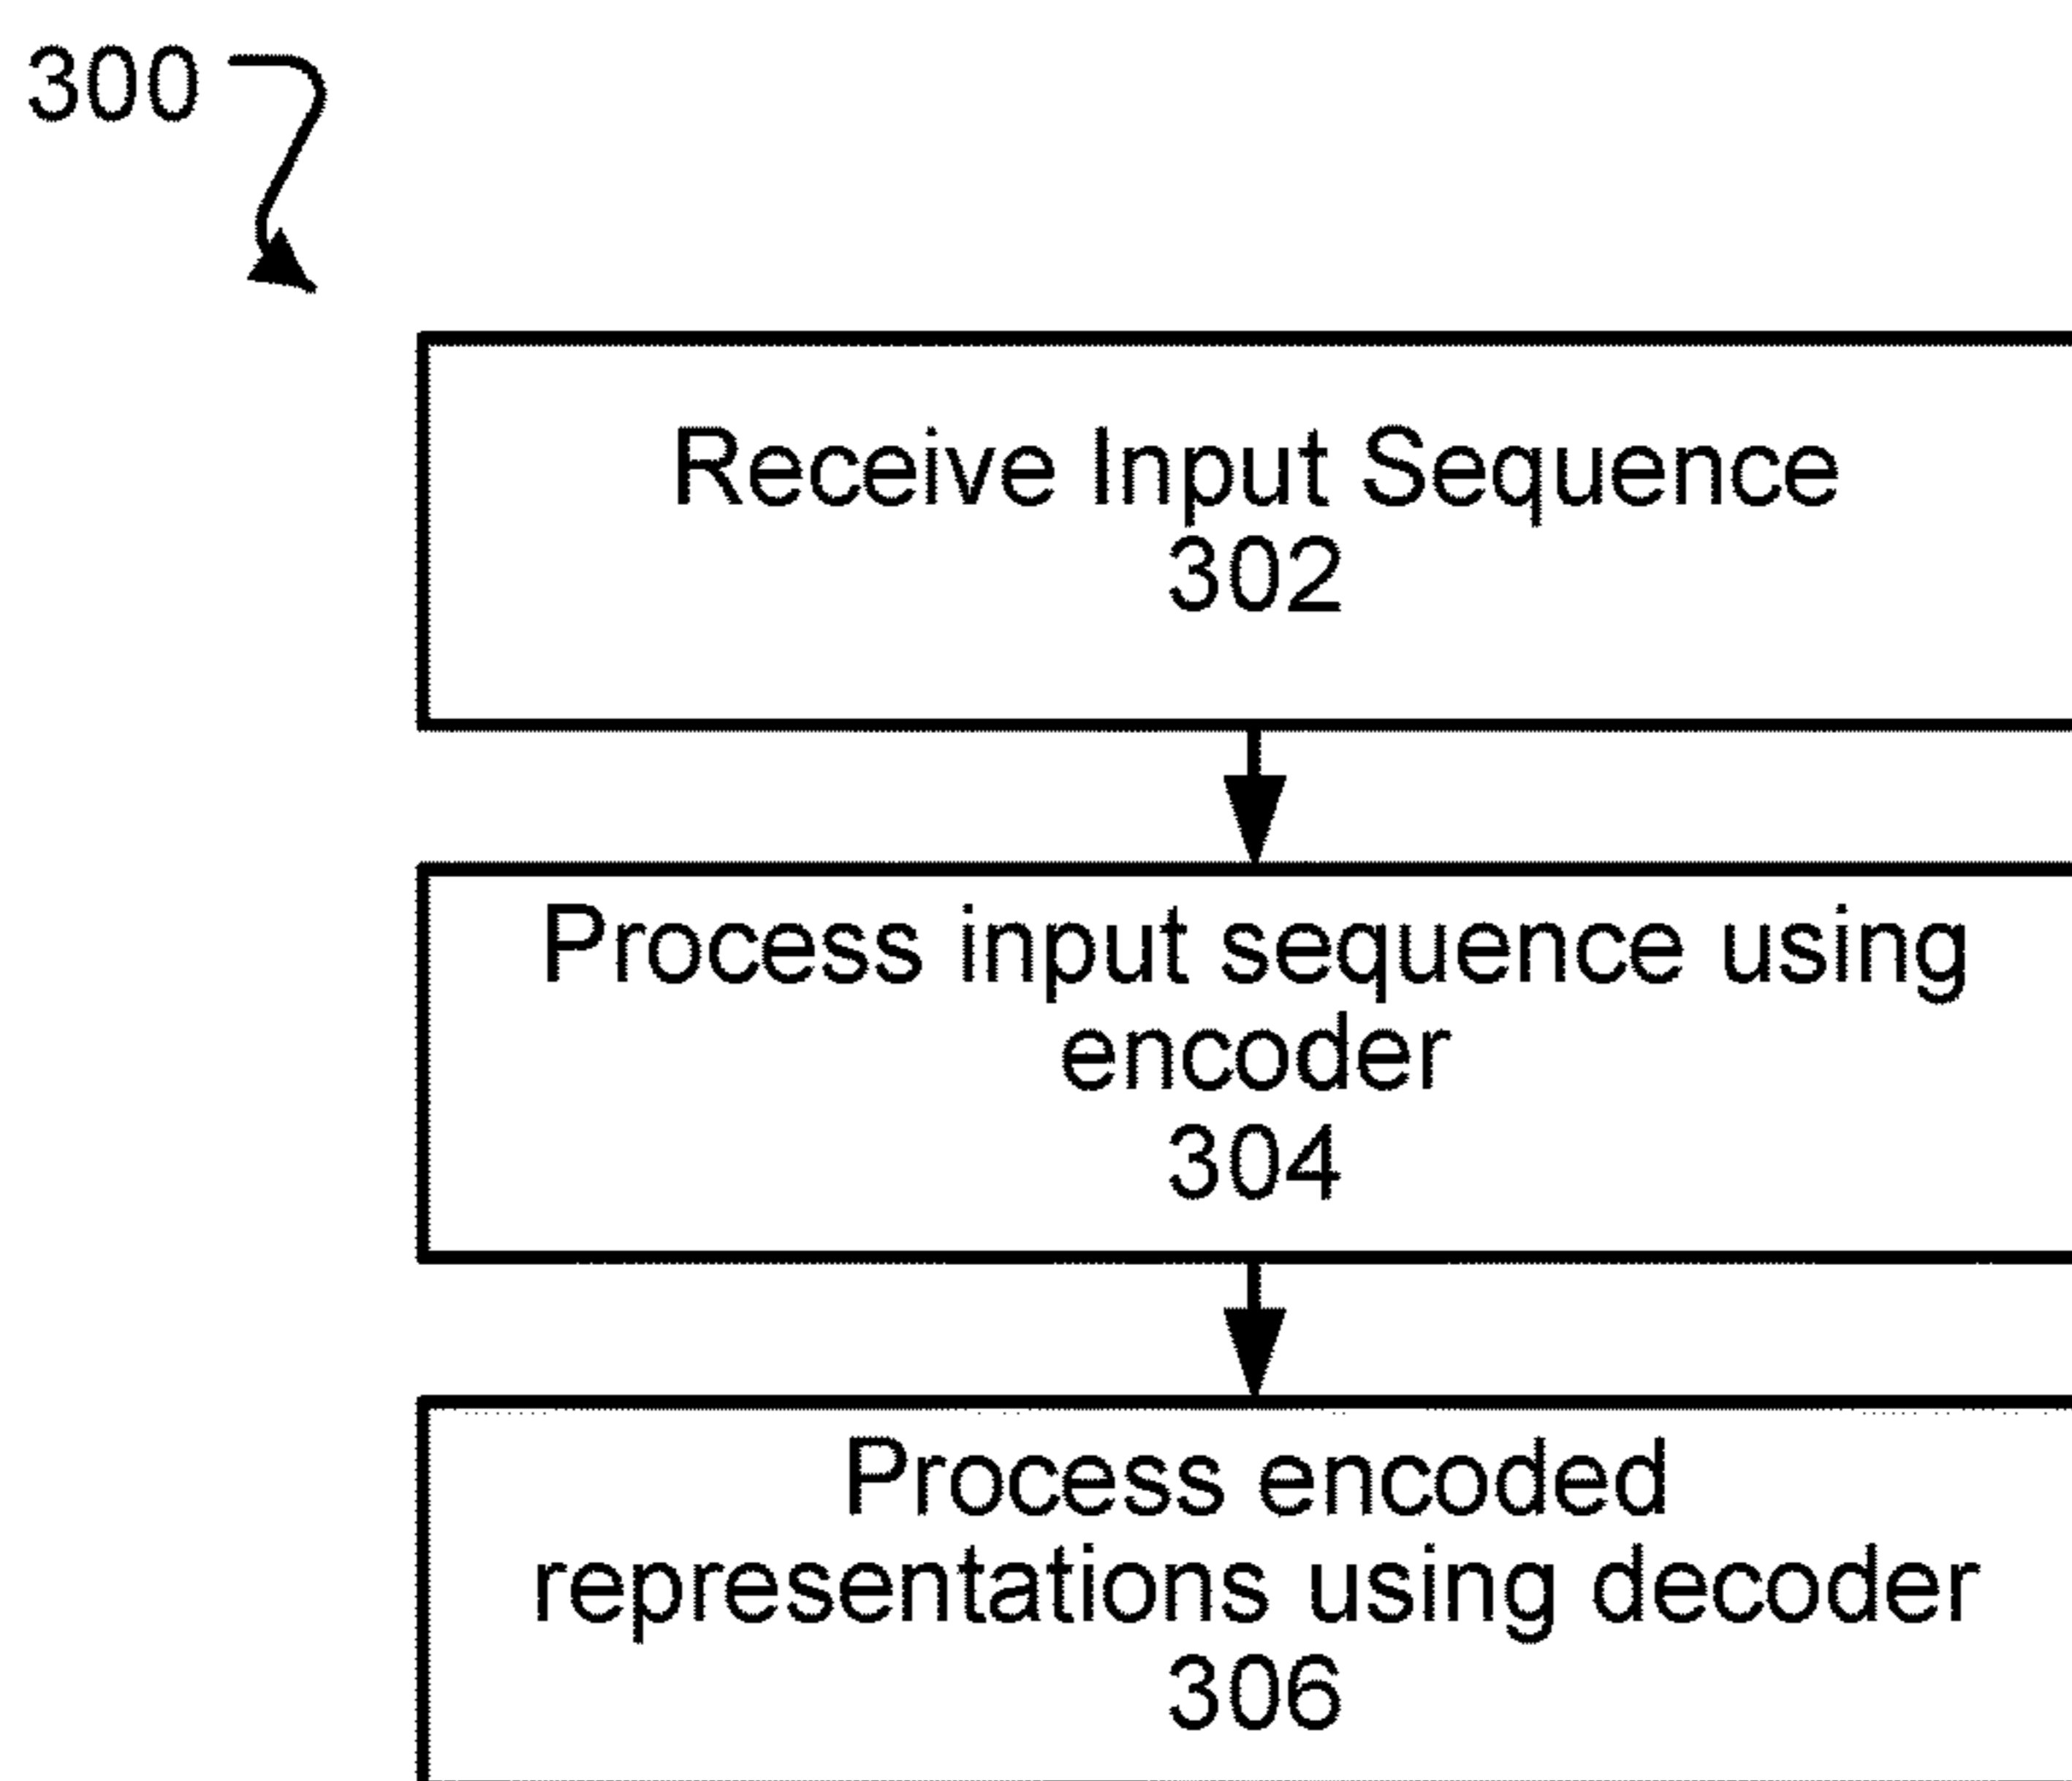 300
Receive Input Sequence
302
Process input sequence using
encoder
304
Process encoded
representations using decoder
306